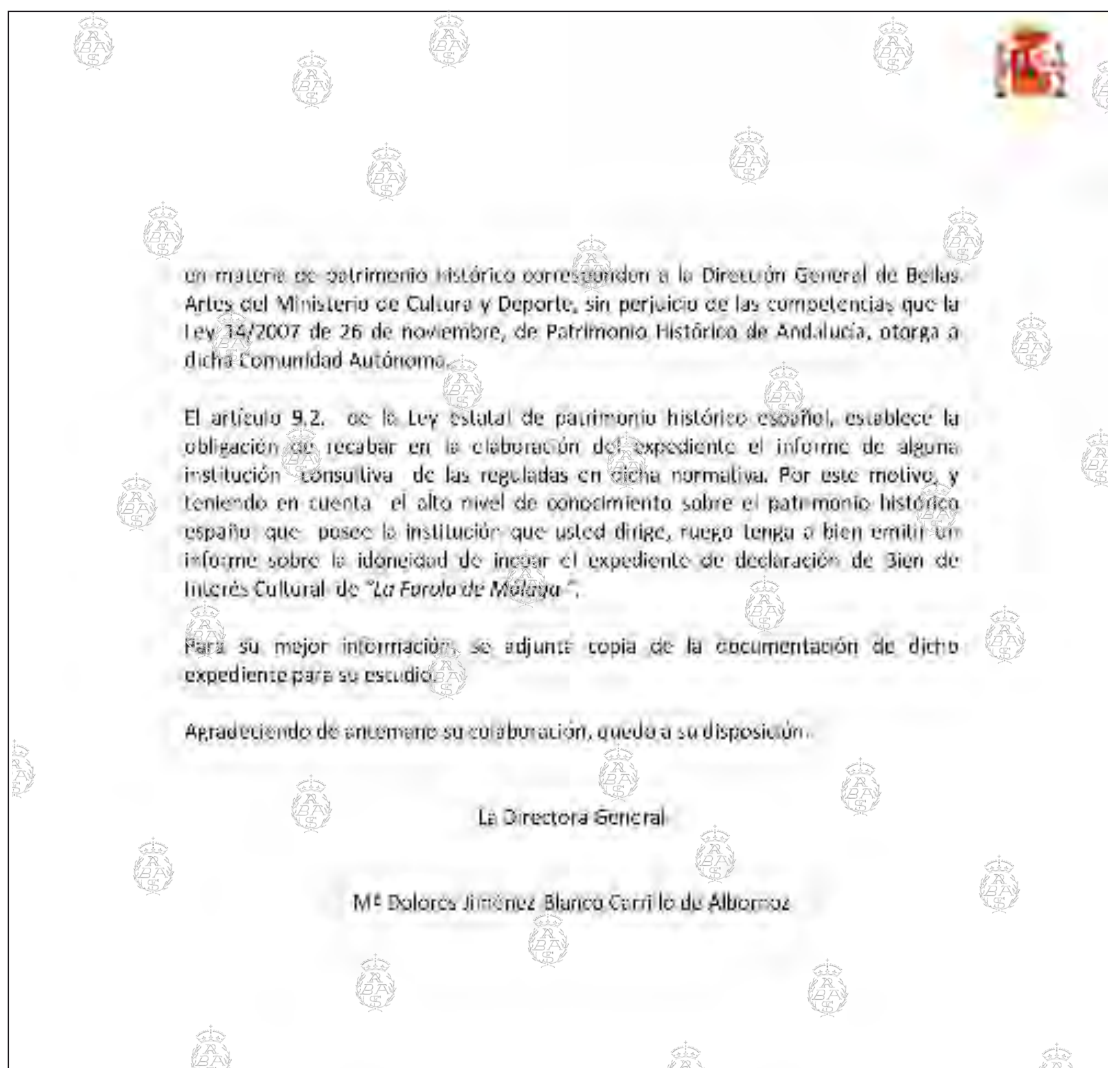 en materia de patrimonio histórico corresponden a la Dirección General de Bellas
Artes del Ministerio de Cultura y Deporte, sin perjuicio de las competencias que la
Ley 14/2007 de 26 de noviembre, de Patrimonio Histórico de Andalucía, otorga a
dicha Comunidad Autónoma.
El artículo 9.2. de la Ley estatal de patrimonio histórico español, establece la
obligación de recabar en la elaboración del expediente el informe de alguna
institución consultiva de las reguladas en dicha normativa. Por este motivo, y
teniendo en cuenta el alto nivel de conocimiento sobre el patrimonio histórico
español que posee la institución que usted dirige, ruego tenga a bien emitir un
informe sobre la idoneidad de incoar el expediente de declaración de Bien de
Interés Cultural de "La Farola de Málaga".
Para su mejor información, se adjunta copia de la documentación de dicho
expediente para su estudio.
Agradeciendo de antemano su colaboración, quedo a su disposición.
La Directora General
Mª Dolores Jiménez-Blanco Carrillo de Albornoz